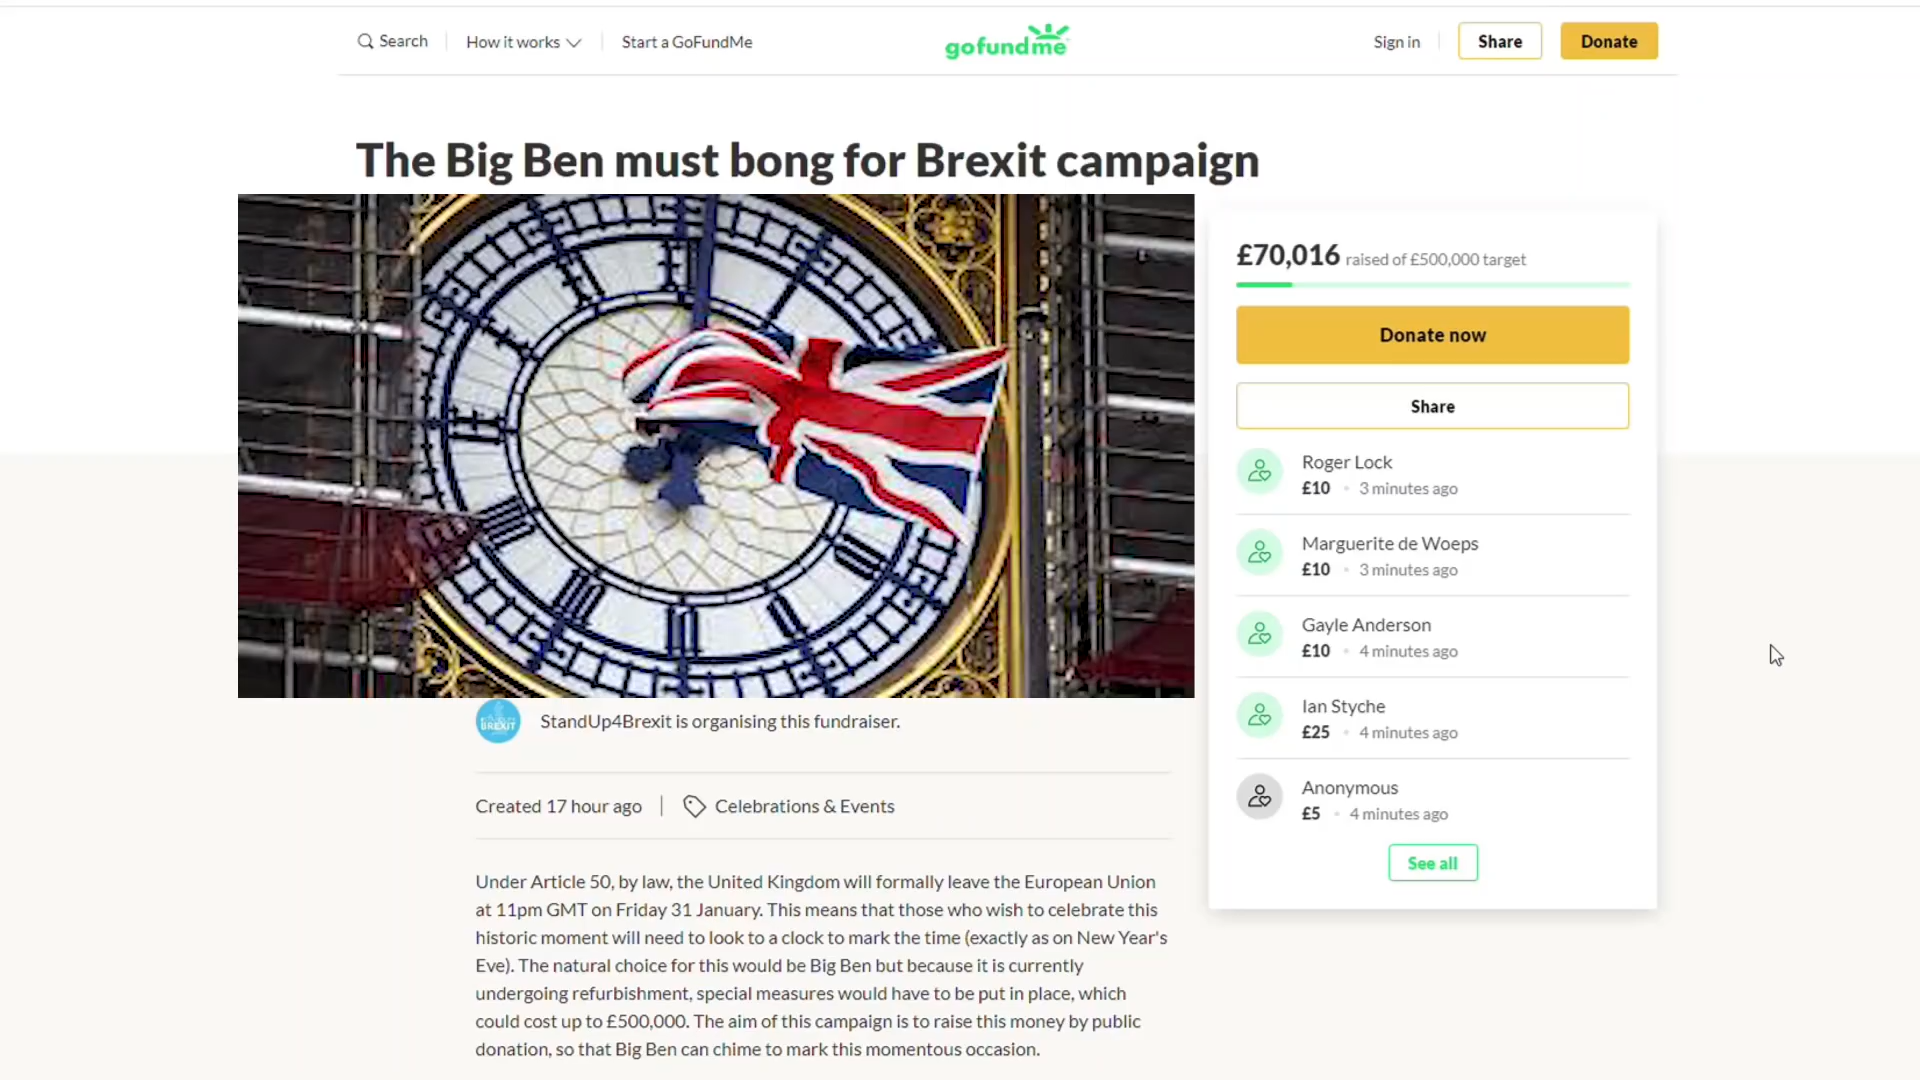 Search
How it works
Start a GoFundMe
gofundme
Sign in
Share
Donate
The Big Ben must bong for Brexit campaign
£70,016 raised of £500,000 target
Donate now
Share
Roger Lock
£10 • 3 minutes ago
Marguerite de Woeps
£10 • 3 minutes ago
Gayle Anderson
£10 • 4 minutes ago
Ian Styche
£25 • 4 minutes ago
Anonymous
£5 • 4 minutes ago
See all
BREXIT
StandUp4Brexit is organising this fundraiser.
Created 17 hour ago | Celebrations & Events
Under Article 50, by law, the United Kingdom will formally leave the European Union
at 11pm GMT on Friday 31 January. This means that those who wish to celebrate this
historic moment will need to look to a clock to mark the time (exactly as on New Year's
Eve). The natural choice for this would be Big Ben but because it is currently
undergoing refurbishment, special measures would have to be put in place, which
could cost up to £500,000. The aim of this campaign is to raise this money by public
donation, so that Big Ben can chime to mark this momentous occasion.